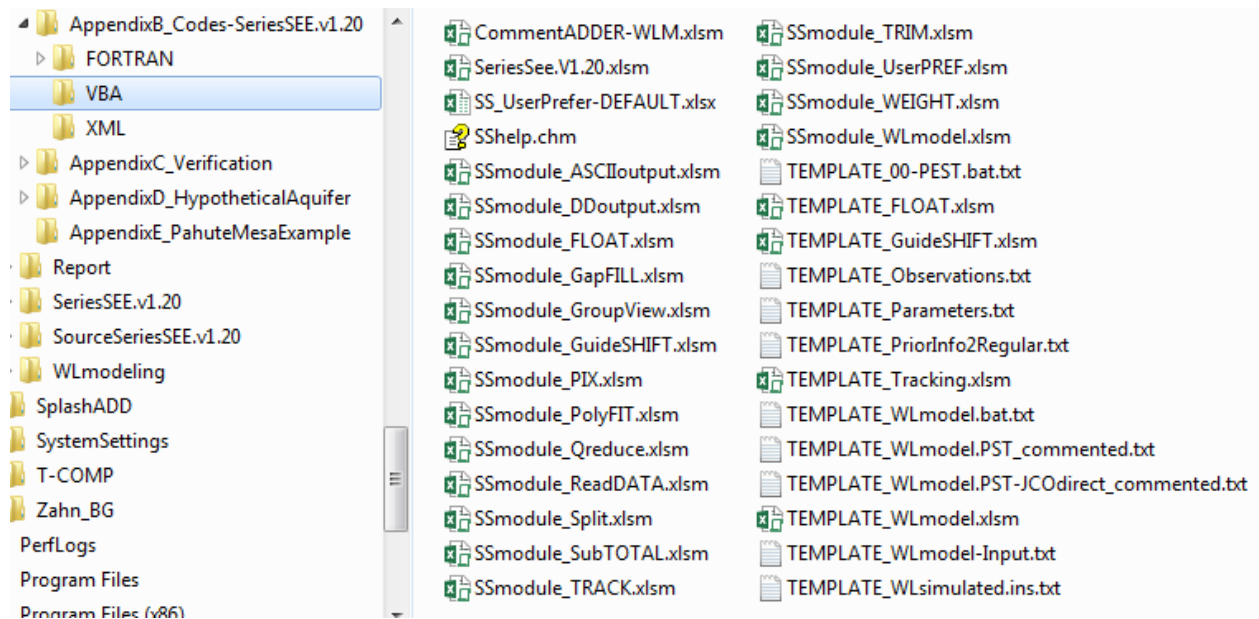 AppendixB_Codes-SeriesSEE.v1.20
FORTRAN
VBA
XML
AppendixC_Verification
AppendixD_HypotheticalAquifer
AppendixE_PahuteMesaExample
Report
SeriesSEE.v1.20
SourceSeriesSEE.v1.20
WLmodeling
SplashADD
SystemSettings
T-COMP
Zahn_BG
PerfLogs
Program Files
Program Files (x86)
CommentADDER-WLM.xlsm
SeriesSee.V1.20.xlsm
SS_UserPrefer-DEFAULT.xlsx
SShelp.chm
SSmodule_ASCIIoutput.xlsm
SSmodule_DDoutput.xlsm
SSmodule_FLOAT.xlsm
SSmodule_GapFILL.xlsm
SSmodule_GroupView.xlsm
SSmodule_GuideSHIFT.xlsm
SSmodule_PIX.xlsm
SSmodule_PolyFIT.xlsm
SSmodule_Qreduce.xlsm
SSmodule_ReadDATA.xlsm
SSmodule_Split.xlsm
SSmodule_SubTOTAL.xlsm
SSmodule_TRACK.xlsm
SSmodule_TRIM.xlsm
SSmodule_UserPREF.xlsm
SSmodule_WEIGHT.xlsm
SSmodule_WLmodel.xlsm
TEMPLATE_00-PEST.bat.txt
TEMPLATE_FLOAT.xlsm
TEMPLATE_GuideSHIFT.xlsm
TEMPLATE_Observations.txt
TEMPLATE_Parameters.txt
TEMPLATE_PriorInfo2Regular.txt
TEMPLATE_Tracking.xlsm
TEMPLATE_WLmodel.bat.txt
TEMPLATE_WLmodel.PST_commented.txt
TEMPLATE_WLmodel.PST-JCOdirect_commented.txt
TEMPLATE_WLmodel.xlsm
TEMPLATE_WLmodel-Input.txt
TEMPLATE_WLsimulated.ins.txt